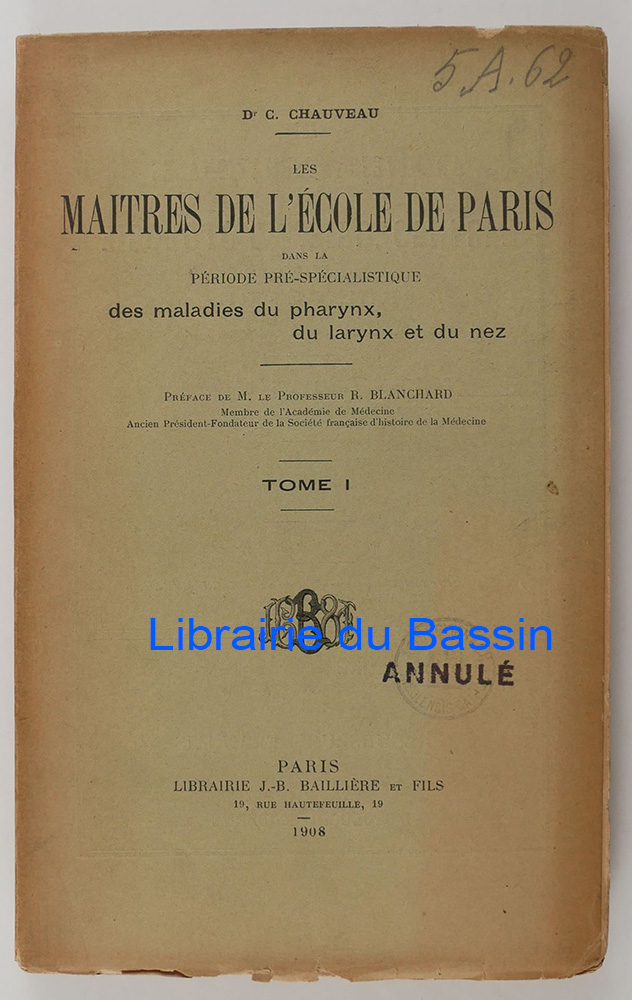 5.A.62
Dr C. CHAUVEAU
LES
MAITRES DE L'ÉCOLE DE PARIS
DANS LA
PÉRIODE PRÉ-SPÉCIALISTIQUE
des maladies du pharynx,
du larynx et du nez
PRÉFACE DE M. LE PROFESSEUR R. BLANCHARD
Membre de l'Académie de Médecine
Ancien Président-Fondateur de la Société française d'histoire de la Médecine
TOME I
Librairie du Bassin
ANNULÉ
PARIS
LIBRAIRIE J.-B. BAILLIÈRE ET FILS
19, RUE HAUTEFEUILLE, 19
1908